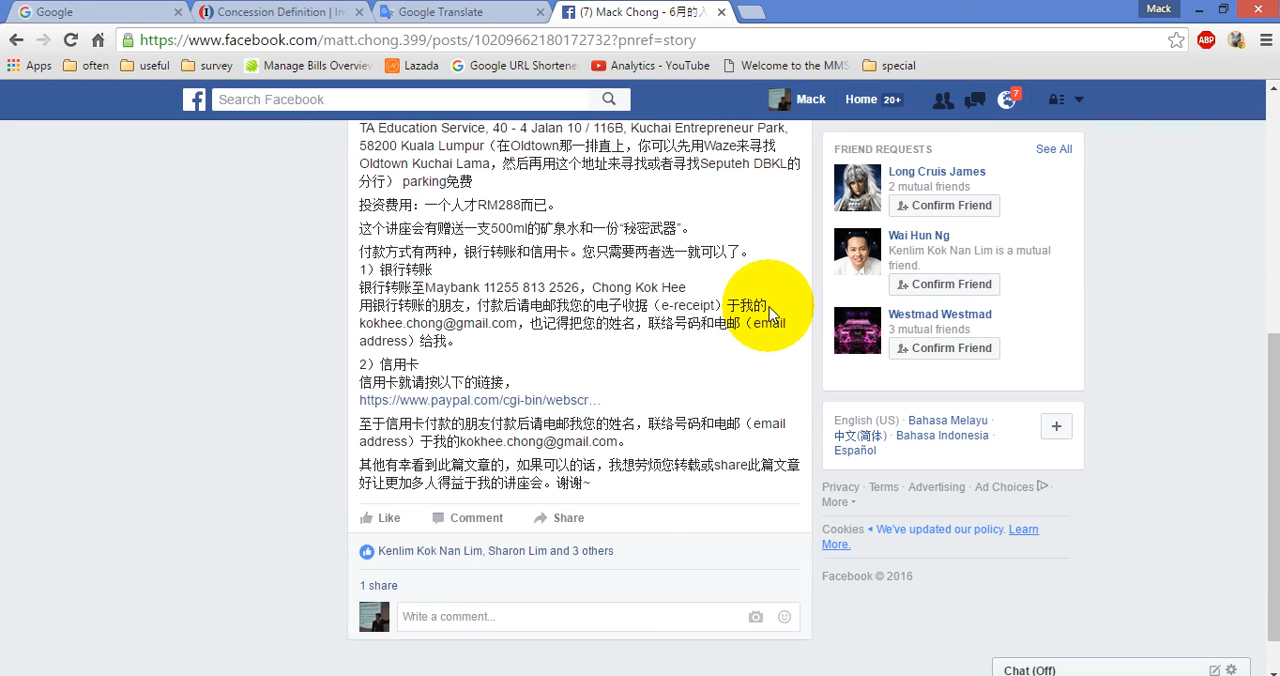 Google
Concession Definition | In
Google Translate
(7) Mack Chong - 6月的入
Mack
https://www.facebook.com/matt.chong.399/posts/10209662180172732?pnref=story
ABP
Apps
often
useful
survey
Manage Bills Overview
Lazada
Google URL Shortene
Analytics - YouTube
Welcome to the MMS
special
Search Facebook
Mack
Home 20+
7
TA Education Service, 40 - 4 Jalan 10 / 116B, Kuchai Entrepreneur Park,
58200 Kuala Lumpur（在Oldtown那一排直上，你可以先用Waze来寻找
Oldtown Kuchai Lama，然后再用这个地址来寻找或者寻找Seputeh DBKL的
分行） parking免费
投资费用：一个人才RM288而已。
这个讲座会有赠送一支500ml的矿泉水和一份“秘密武器”。
付款方式有两种，银行转账和信用卡。您只需要两者选一就可以了。
1）银行转账
银行转账至Maybank 11255 813 2526，Chong Kok Hee
用银行转账的朋友，付款后请电邮我您的电子收据（e-receipt）于我的
kokhee.chong@gmail.com，也记得把您的姓名，联络号码和电邮（email
address）给我。
2）信用卡
信用卡就请按以下的链接，
https://www.paypal.com/cgi-bin/webscr…
至于信用卡付款的朋友付款后请电邮我您的姓名，联络号码和电邮（email
address）于我的kokhee.chong@gmail.com。
其他有幸看到此篇文章的，如果可以的话，我想劳烦您转载或share此篇文章
好让更加多人得益于我的讲座会。谢谢~
Like
Comment
Share
Kenlim Kok Nan Lim, Sharon Lim and 3 others
1 share
Write a comment...
FRIEND REQUESTS
See All
Long Cruis James
2 mutual friends
Confirm Friend
Wai Hun Ng
Kenlim Kok Nan Lim is a mutual
friend.
Confirm Friend
Westmad Westmad
3 mutual friends
Confirm Friend
English (US) · Bahasa Melayu ·
中文(简体) · Bahasa Indonesia ·
Español
Privacy · Terms · Advertising · Ad Choices ·
More
Cookies • We've updated our policy. Learn
More.
Facebook © 2016
Chat (Off)